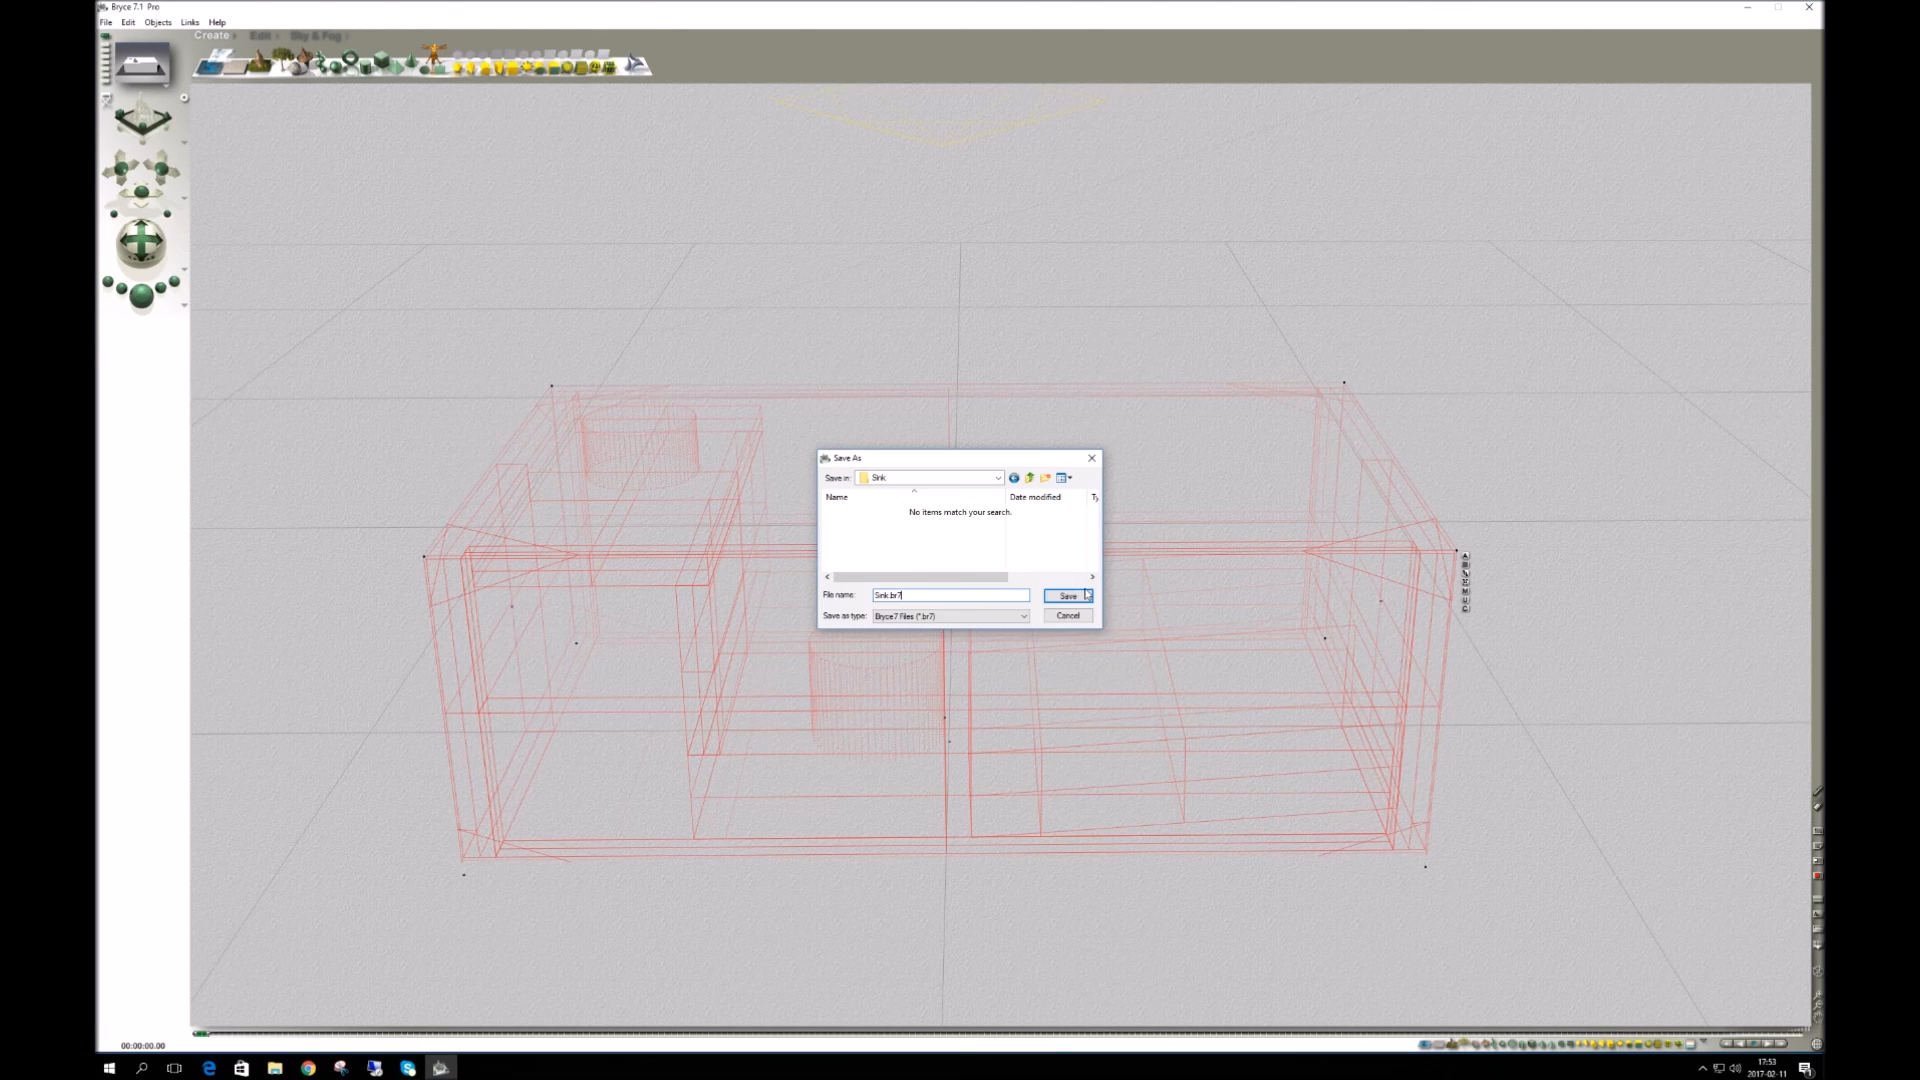 Bryce 7.1 Pro
File Edit Objects Links Help
Create Edit Sky & Fog
Save As
Save in: Sink
Name Date modified Ty
No items match your search.
File name: Sink.br7 Save
Save as type: Bryce7 Files (*.br7) Cancel
A
M
U
C
00:00:00.00
17:53
2017-02-11